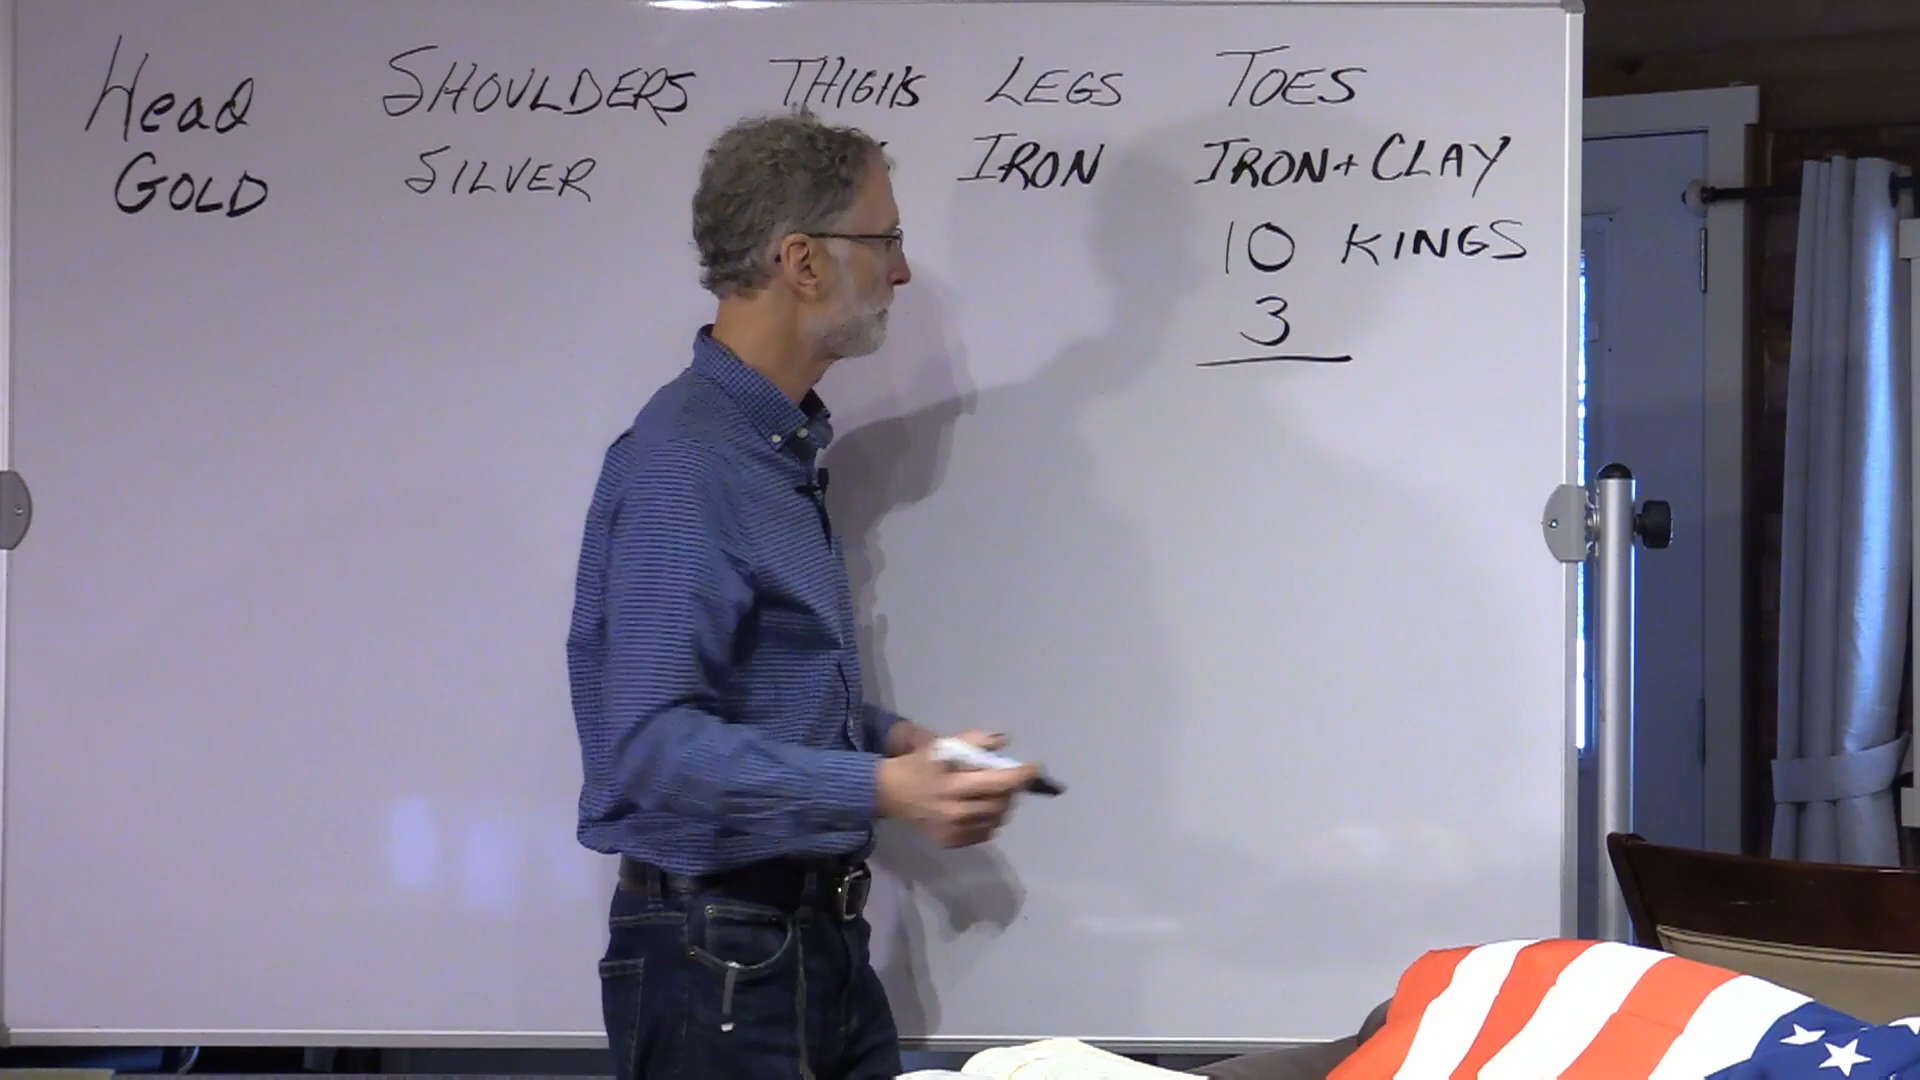 Head SHOULDERS THIGHS LEGS TOES
GOLD SILVER IRON IRON + CLAY
10 KINGS
3